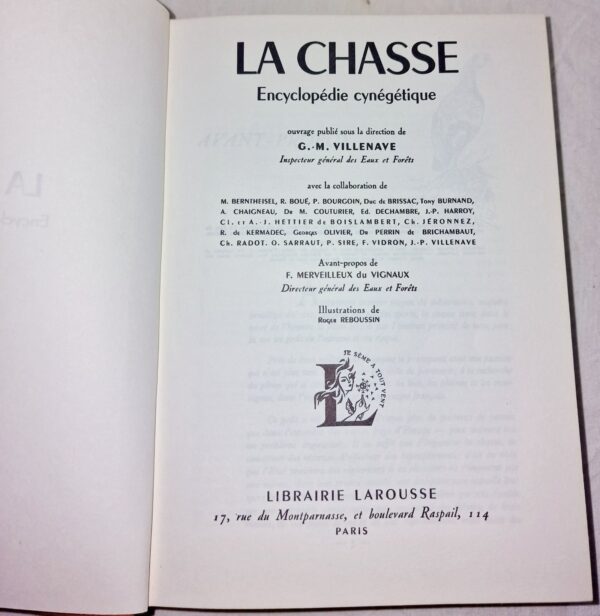 LA CHASSE
Encyclopédie cynégétique
ouvrage publié sous la direction de
G.-M. VILLENAVE
Inspecteur général des Eaux et Forêts
avec la collaboration de
M. BERNTHEISEL, R. BOUÉ, P. BOURGOIN, Duc de BRISSAC, Tony BURNAND,
A. CHAIGNEAU, Dr M. COUTURIER, Ed. DECHAMBRE, J.-P. HARROY,
Cl. et A.-J. HETTIER de BOISLAMBERT, Ch. JÉRONNEZ,
R. de KERMADEC, Georges OLIVIER, Dr PERRIN de BRICHAMBAUT,
Ch. RADOT, O. SARRAUT, P. SIRE, F. VIDRON, J.-P. VILLENAVE
Avant-propos de
F. MERVEILLEUX du VIGNAUX
Directeur général des Eaux et Forêts
Illustrations de
Roger REBOUSSIN
JE SÈME A TOUT VENT
L
LIBRAIRIE LAROUSSE
17, rue du Montparnasse, et boulevard Raspail, 114
PARIS